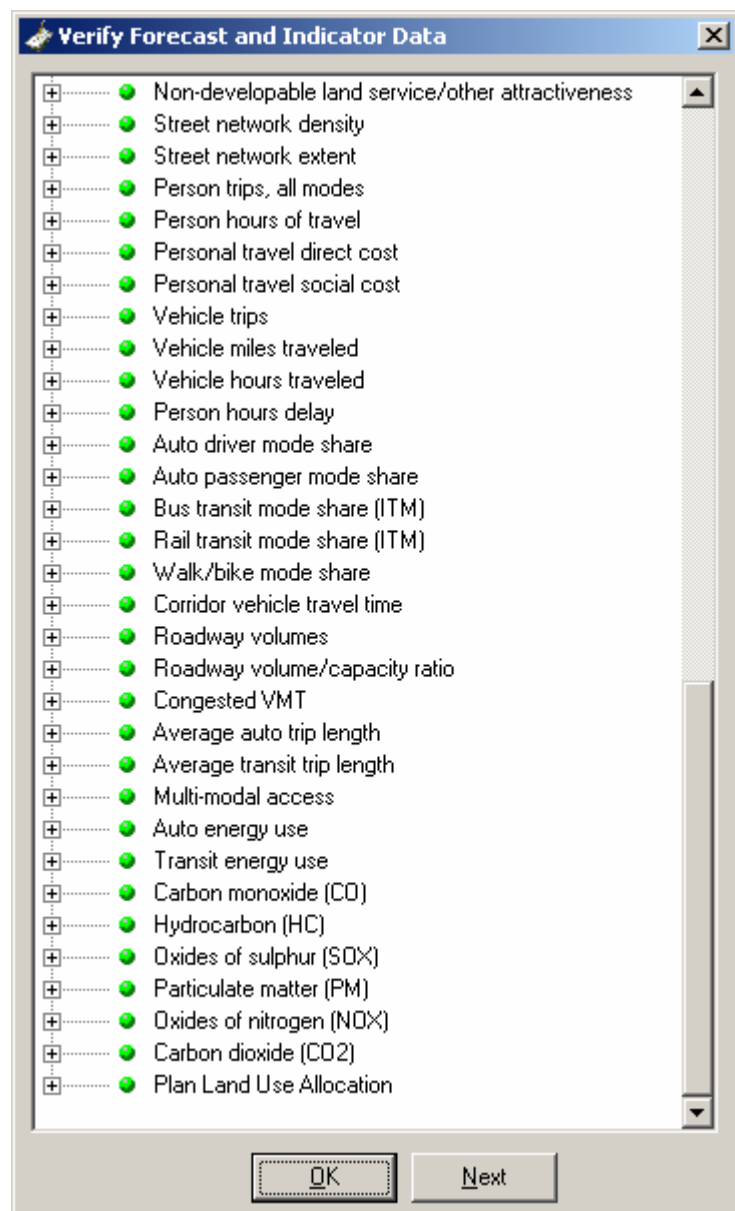 Verify Forecast and Indicator Data
Non-developable land service/other attractiveness
Street network density
Street network extent
Person trips, all modes
Person hours of travel
Personal travel direct cost
Personal travel social cost
Vehicle trips
Vehicle miles traveled
Vehicle hours traveled
Person hours delay
Auto driver mode share
Auto passenger mode share
Bus transit mode share (ITM)
Rail transit mode share (ITM)
Walk/bike mode share
Corridor vehicle travel time
Roadway volumes
Roadway volume/capacity ratio
Congested VMT
Average auto trip length
Average transit trip length
Multi-modal access
Auto energy use
Transit energy use
Carbon monoxide (CO)
Hydrocarbon (HC)
Oxides of sulphur (SOX)
Particulate matter (PM)
Oxides of nitrogen (NOX)
Carbon dioxide (CO2)
Plan Land Use Allocation
OK Next